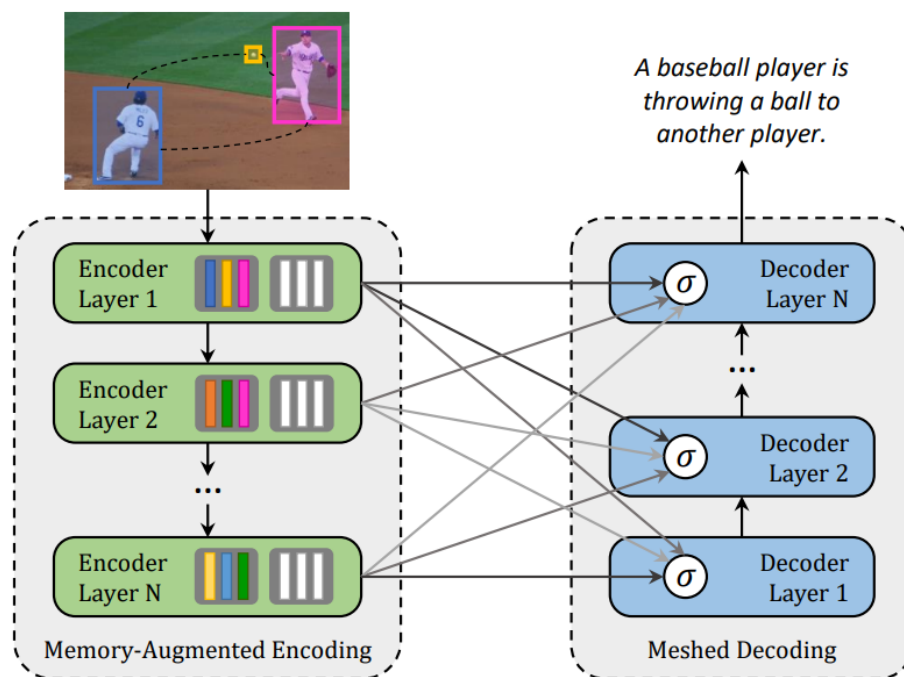 A baseball player is
throwing a ball to
another player.
6
Encoder
Layer 1
Encoder
Layer 2
...
Encoder
Layer N
Memory-Augmented Encoding
σ
Decoder
Layer N
...
σ
Decoder
Layer 2
σ
Decoder
Layer 1
Meshed Decoding